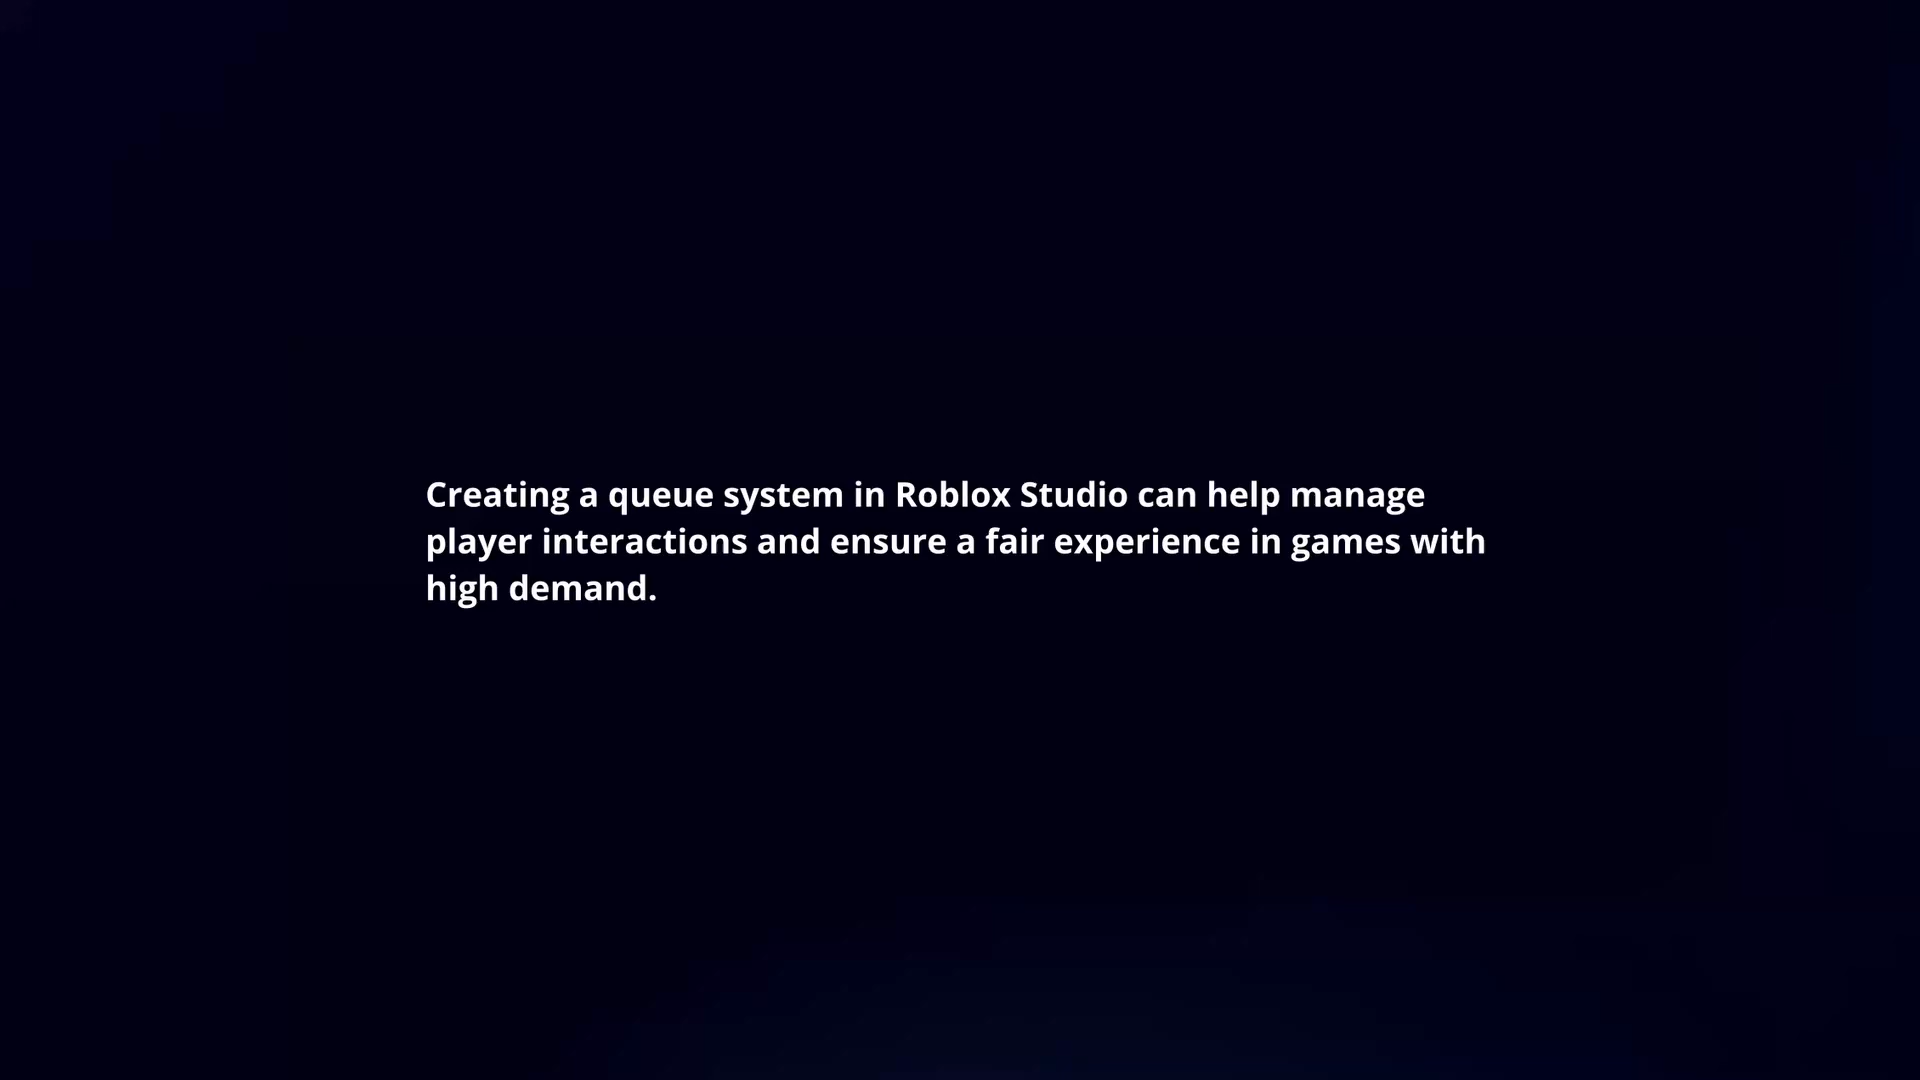 Creating a queue system in Roblox Studio can help manage
player interactions and ensure a fair experience in games with
high demand.